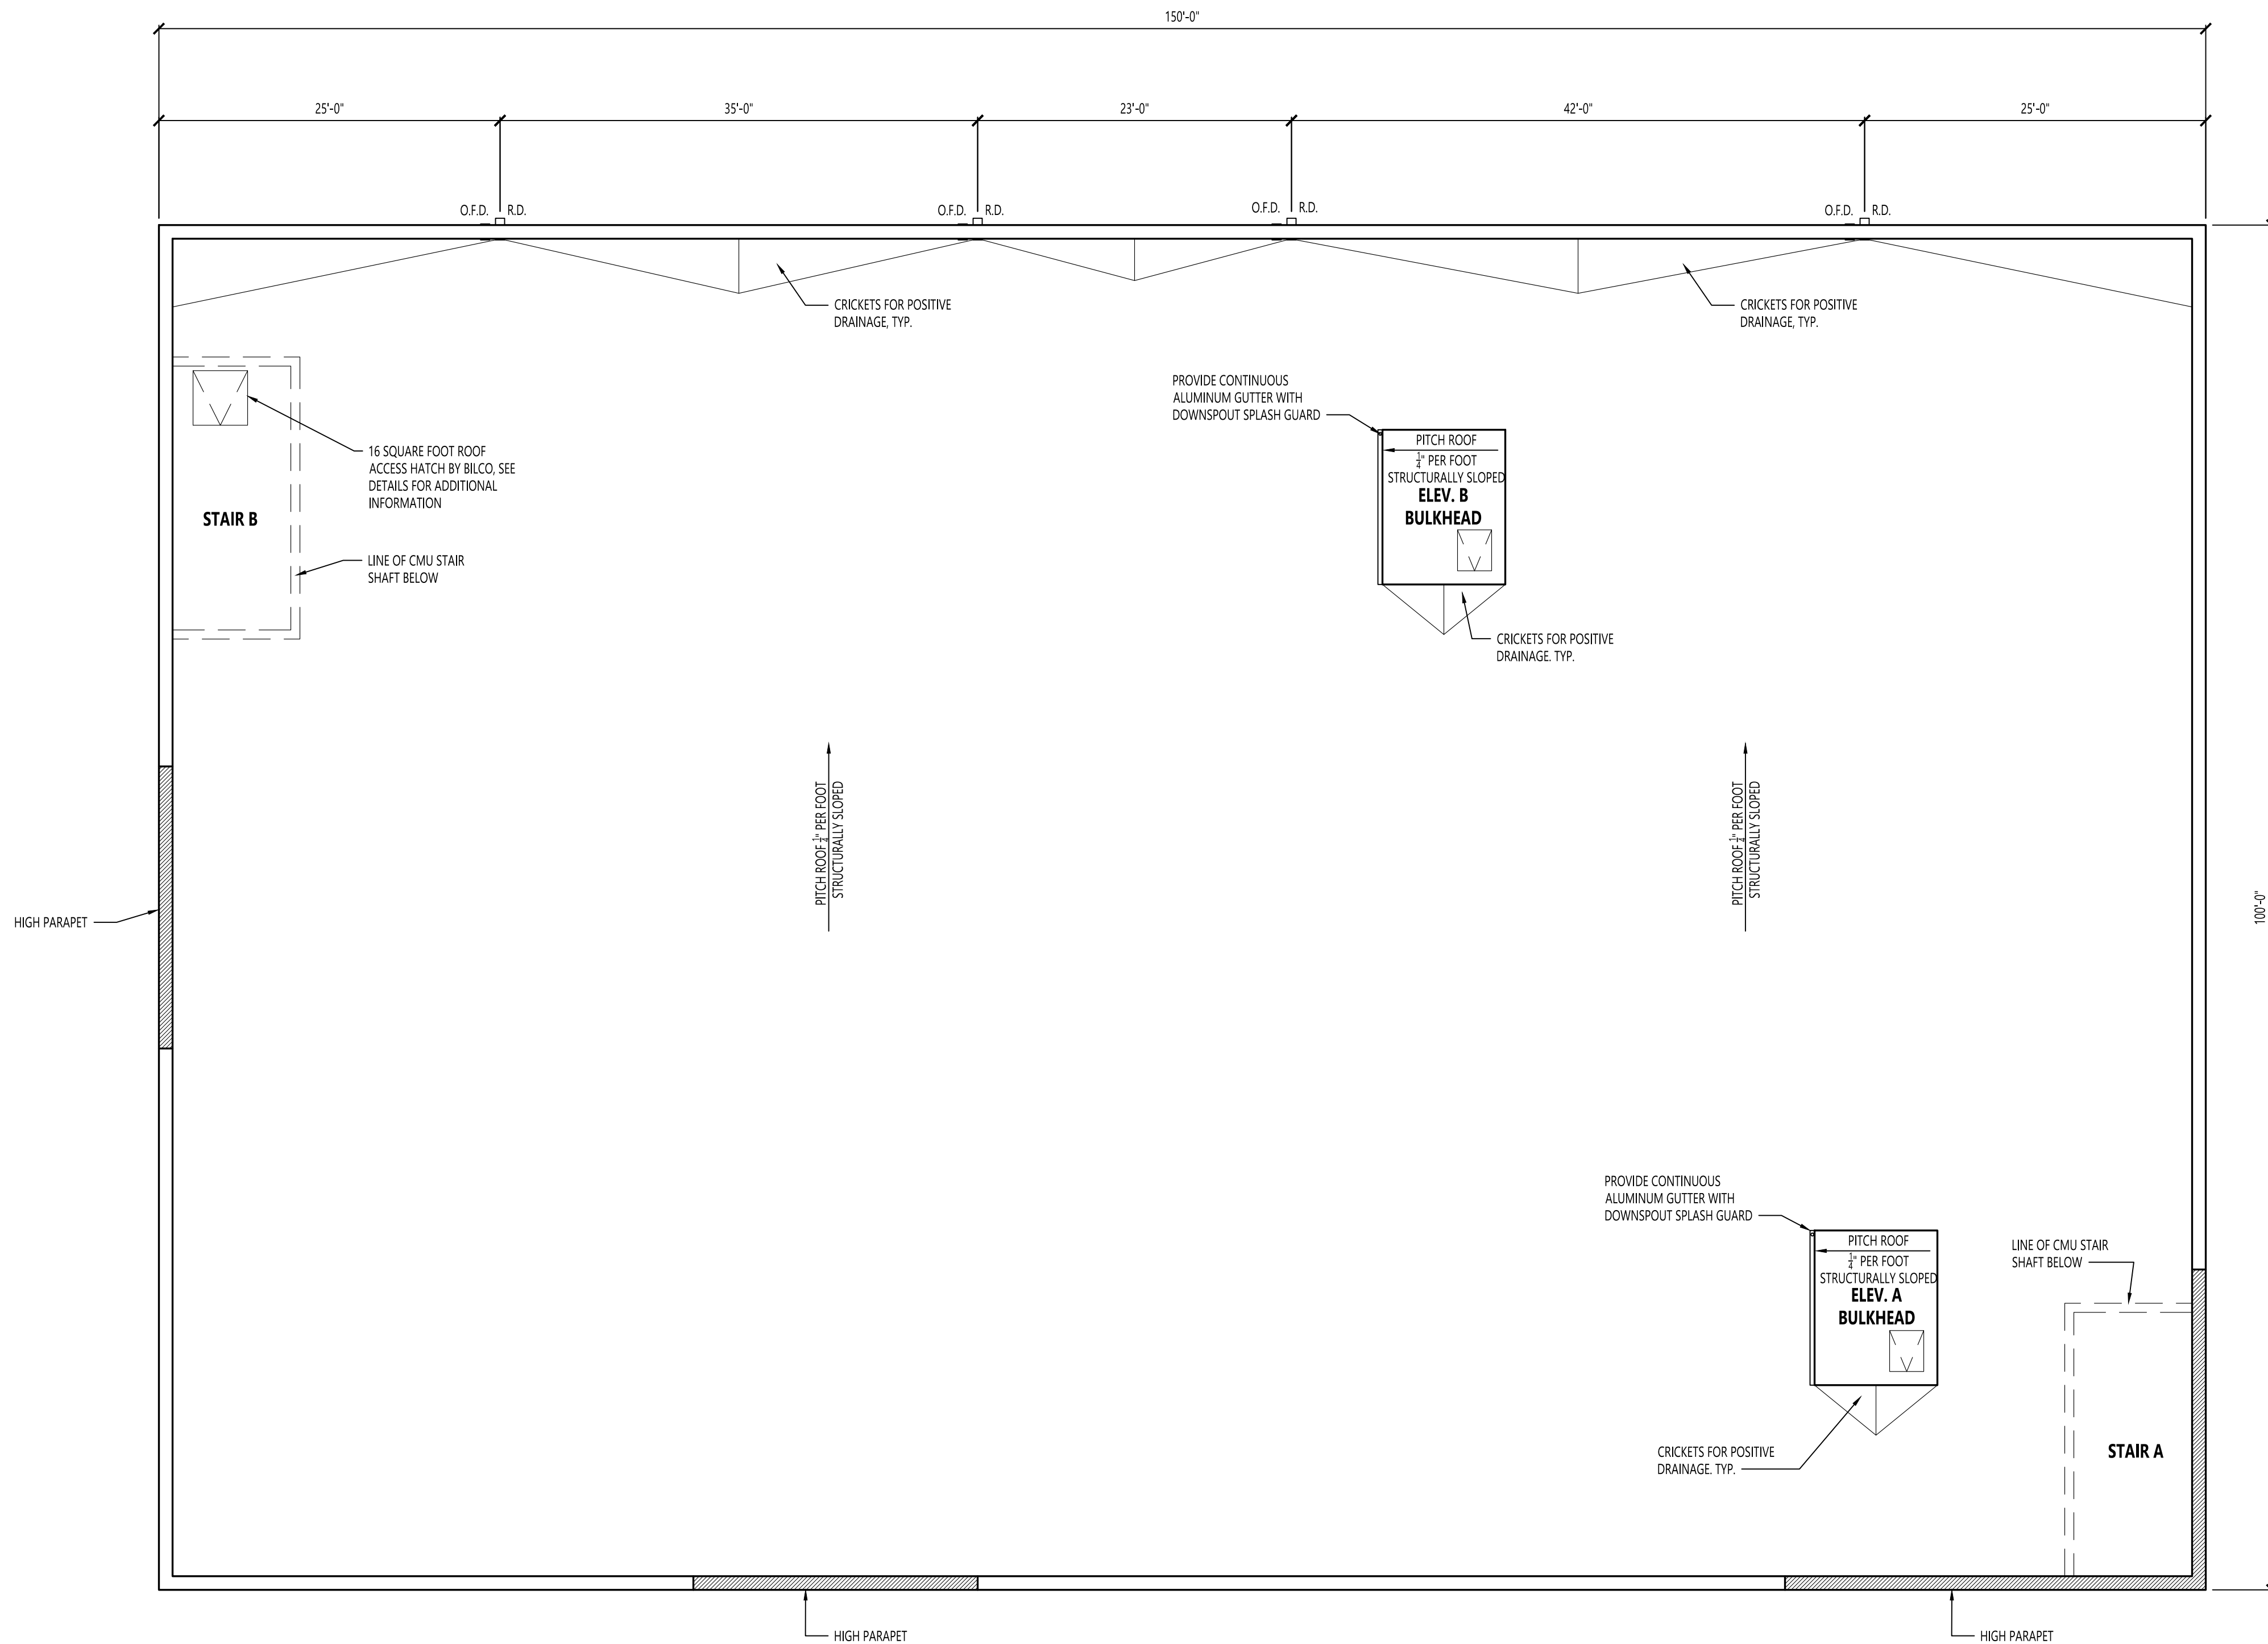 150'-0"
25'-0"
35'-0"
23'-0"
42'-0"
25'-0"
O.F.D. R.D.
O.F.D. R.D.
O.F.D. R.D.
O.F.D. R.D.
CRICKETS FOR POSITIVE
DRAINAGE, TYP.
CRICKETS FOR POSITIVE
DRAINAGE, TYP.
PROVIDE CONTINUOUS
ALUMINUM GUTTER WITH
DOWNSPOUT SPLASH GUARD
PITCH ROOF
1/4" PER FOOT
STRUCTURALLY SLOPED
ELEV. B
BULKHEAD
16 SQUARE FOOT ROOF
ACCESS HATCH BY BILCO, SEE
DETAILS FOR ADDITIONAL
INFORMATION
STAIR B
LINE OF CMU STAIR
SHAFT BELOW
CRICKETS FOR POSITIVE
DRAINAGE. TYP.
PITCH ROOF 1/4" PER FOOT
STRUCTURALLY SLOPED
PITCH ROOF 1/4" PER FOOT
STRUCTURALLY SLOPED
HIGH PARAPET
100'-0"
PROVIDE CONTINUOUS
ALUMINUM GUTTER WITH
DOWNSPOUT SPLASH GUARD
PITCH ROOF
1/4" PER FOOT
STRUCTURALLY SLOPED
ELEV. A
BULKHEAD
LINE OF CMU STAIR
SHAFT BELOW
CRICKETS FOR POSITIVE
DRAINAGE. TYP.
STAIR A
HIGH PARAPET
HIGH PARAPET